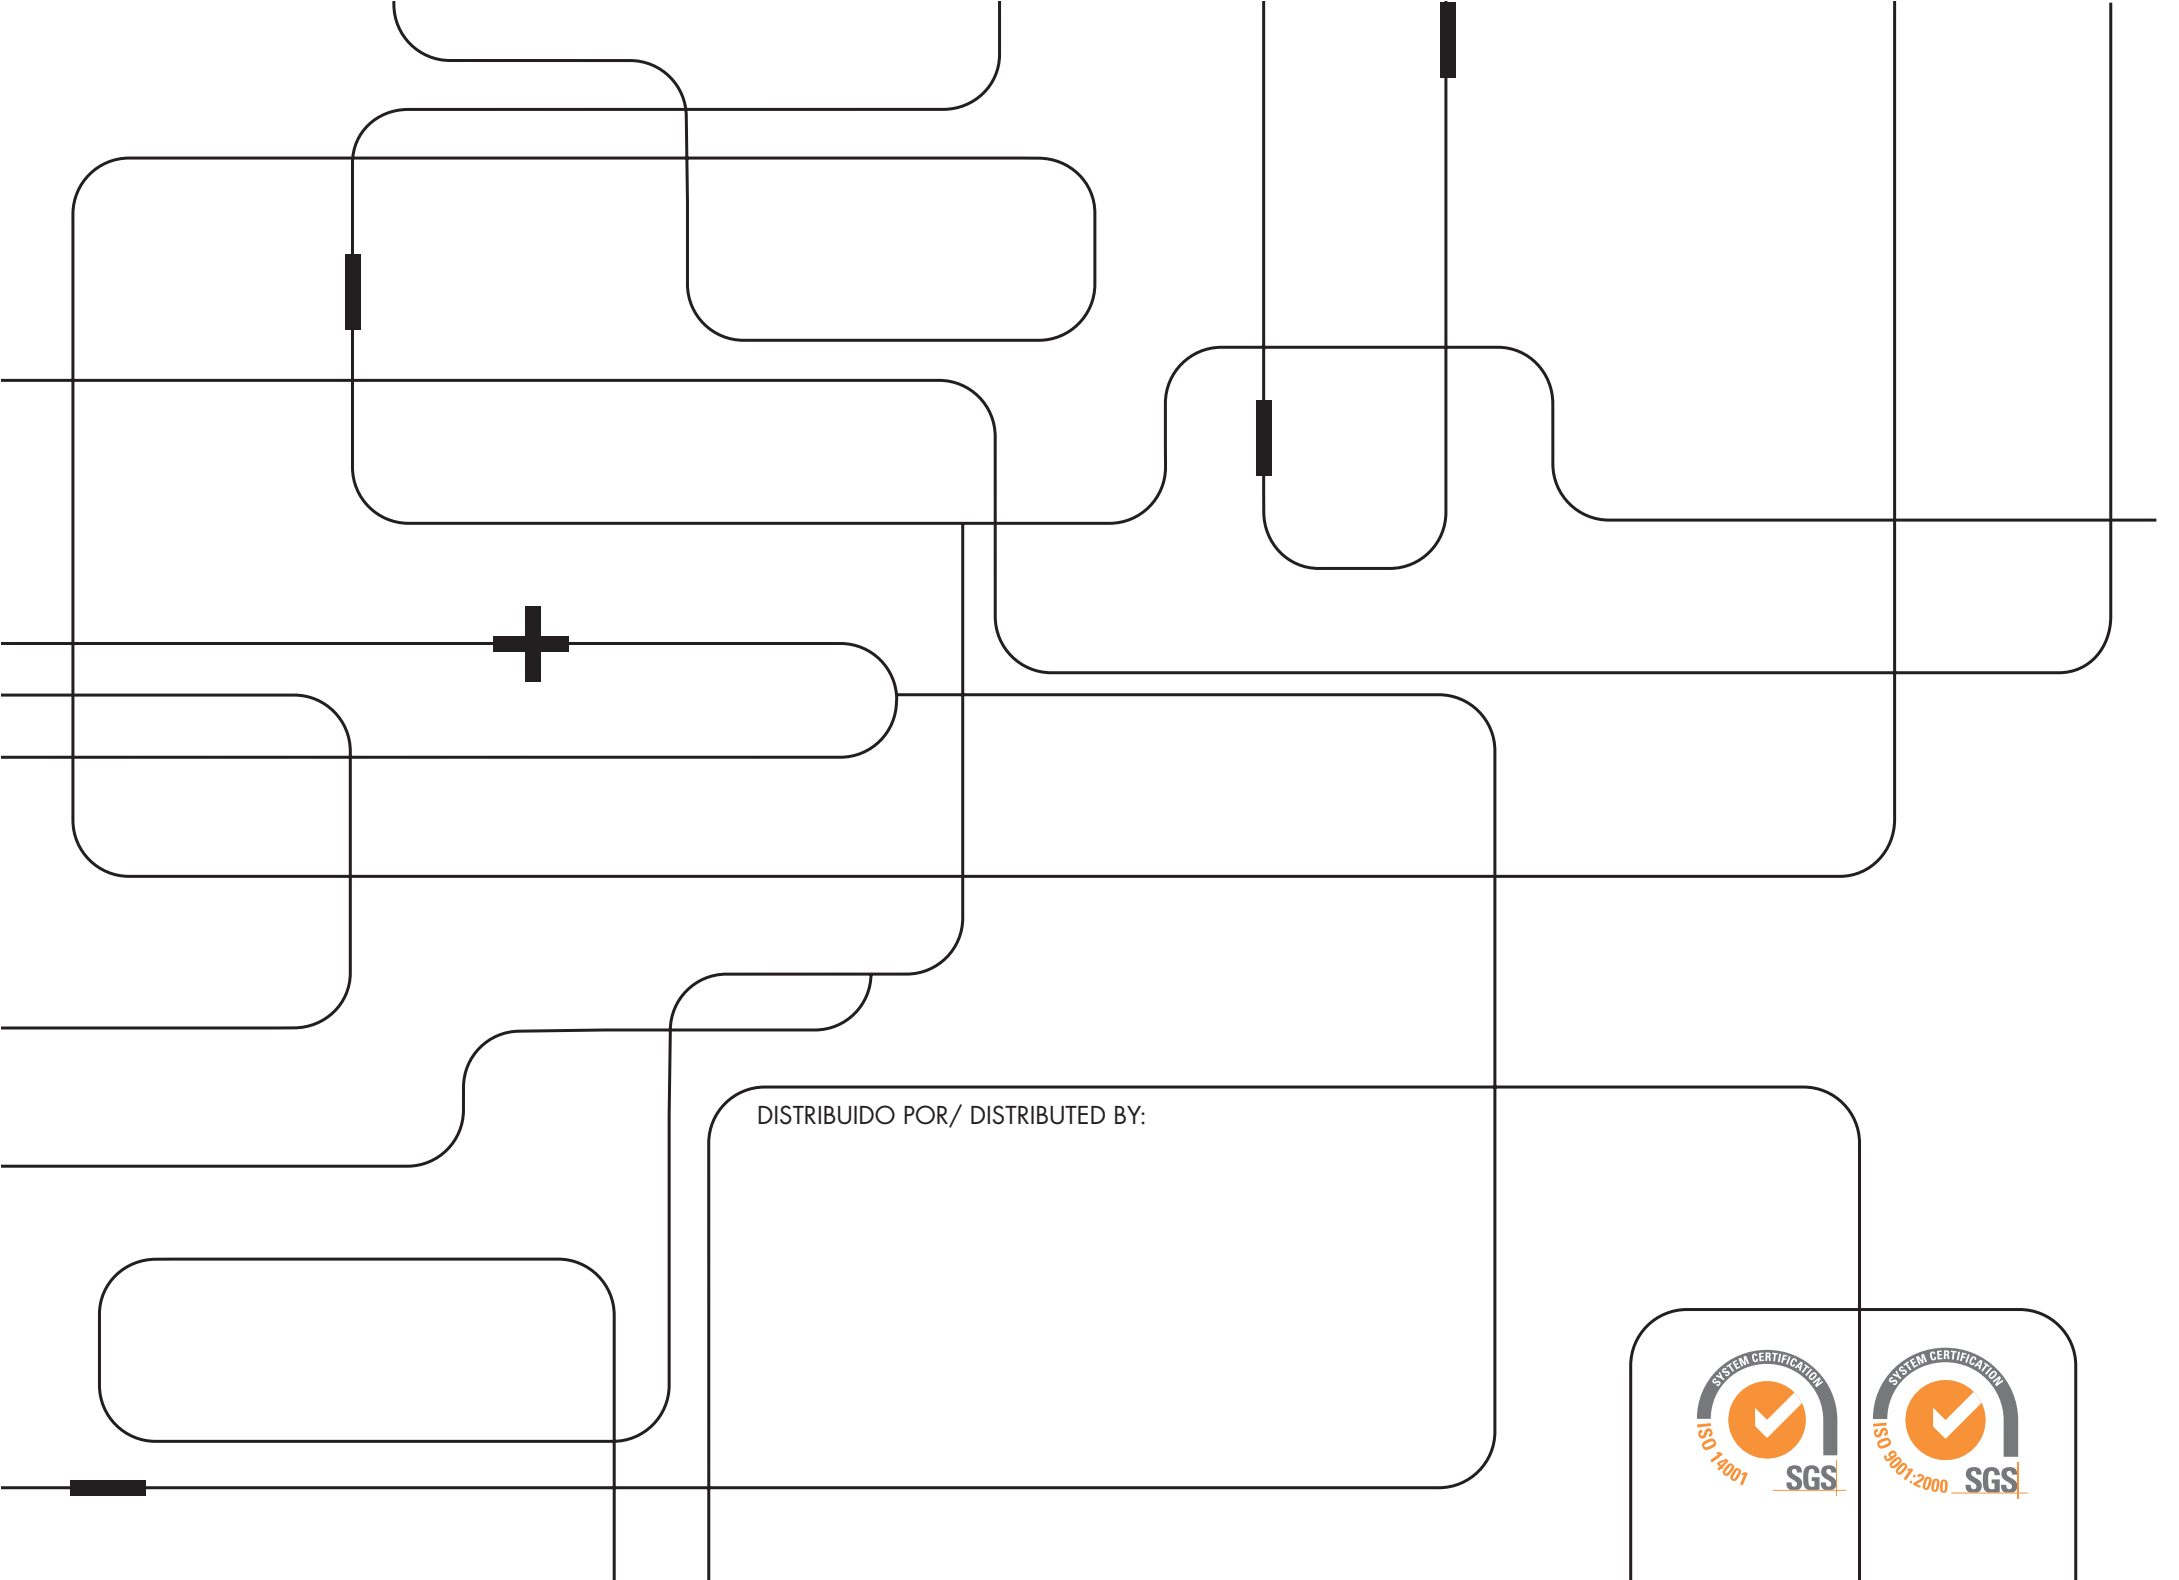 DISTRIBUIDO POR/ DISTRIBUTED BY:
SYSTEM CERTIFICATION
ISO 14001
SGS
SYSTEM CERTIFICATION
ISO 9001:2000
SGS